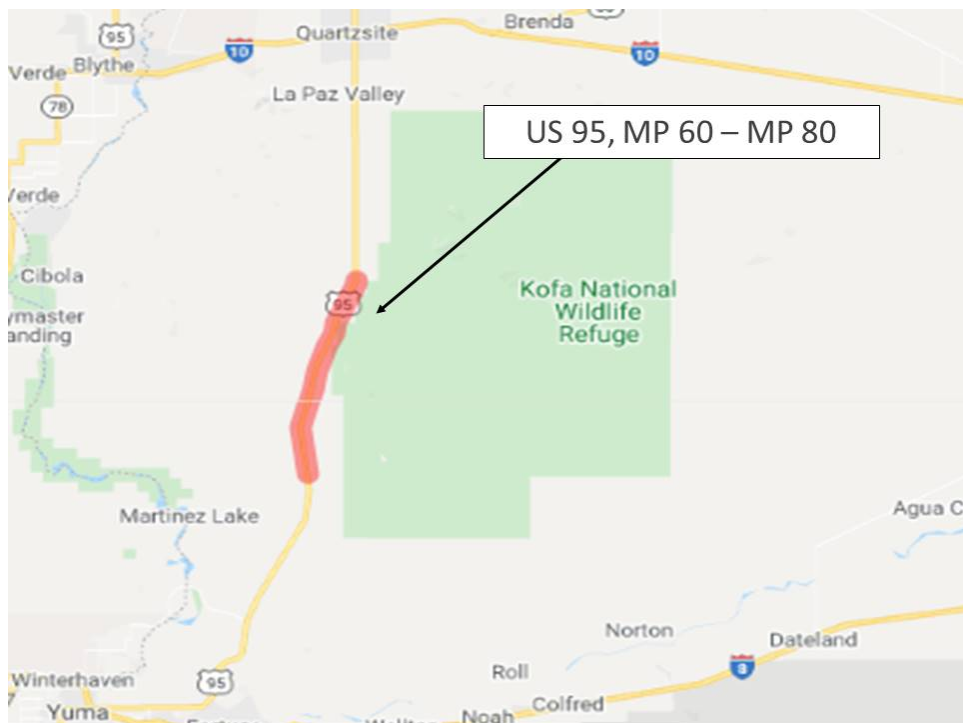 Brenda
95
Quartzsite
10
10
Verde
Blythe
78
La Paz Valley
US 95, MP 60 – MP 80
Verde
Cibola
Kofa National
Wildlife
Refuge
95
ymaster
anding
Martinez Lake
Agua C
Norton
Dateland
8
Roll
Winterhaven
95
Colfred
Yuma
Noah